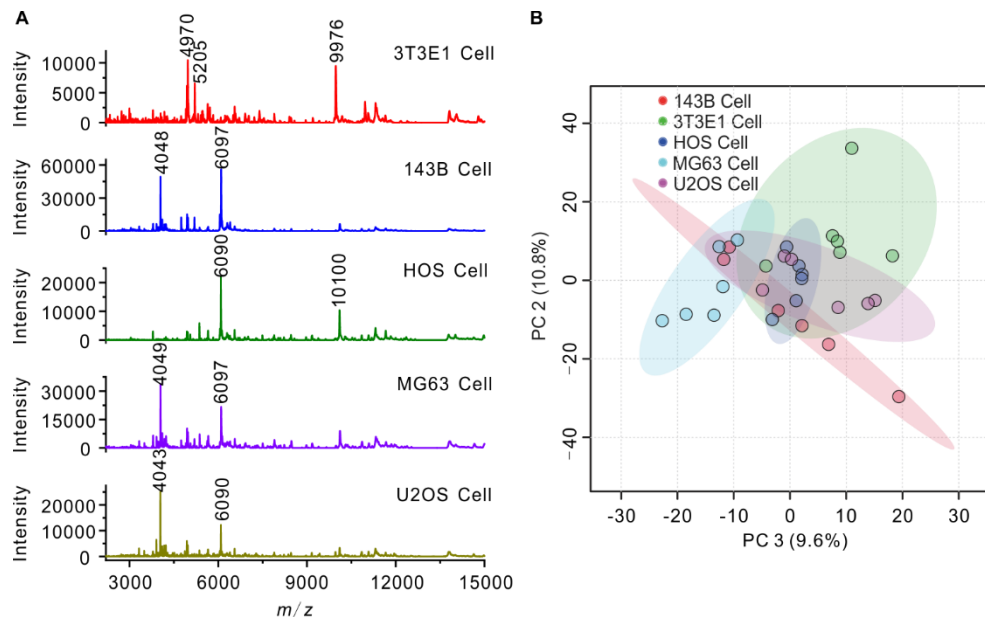 A
3T3E1 Cell
4970
5205
9976
Intensity
10000
5000
0
143B Cell
4048
6097
Intensity
60000
30000
0
HOS Cell
6090
10100
Intensity
20000
10000
0
MG63 Cell
4049
6097
Intensity
30000
15000
0
U2OS Cell
4043
6090
Intensity
20000
10000
0
3000 6000 9000 12000 15000
m/z
B
143B Cell
3T3E1 Cell
HOS Cell
MG63 Cell
U2OS Cell
PC 2 (10.8%)
40
20
0
−20
−40
-30 -20 -10 0 10 20 30
PC 3 (9.6%)